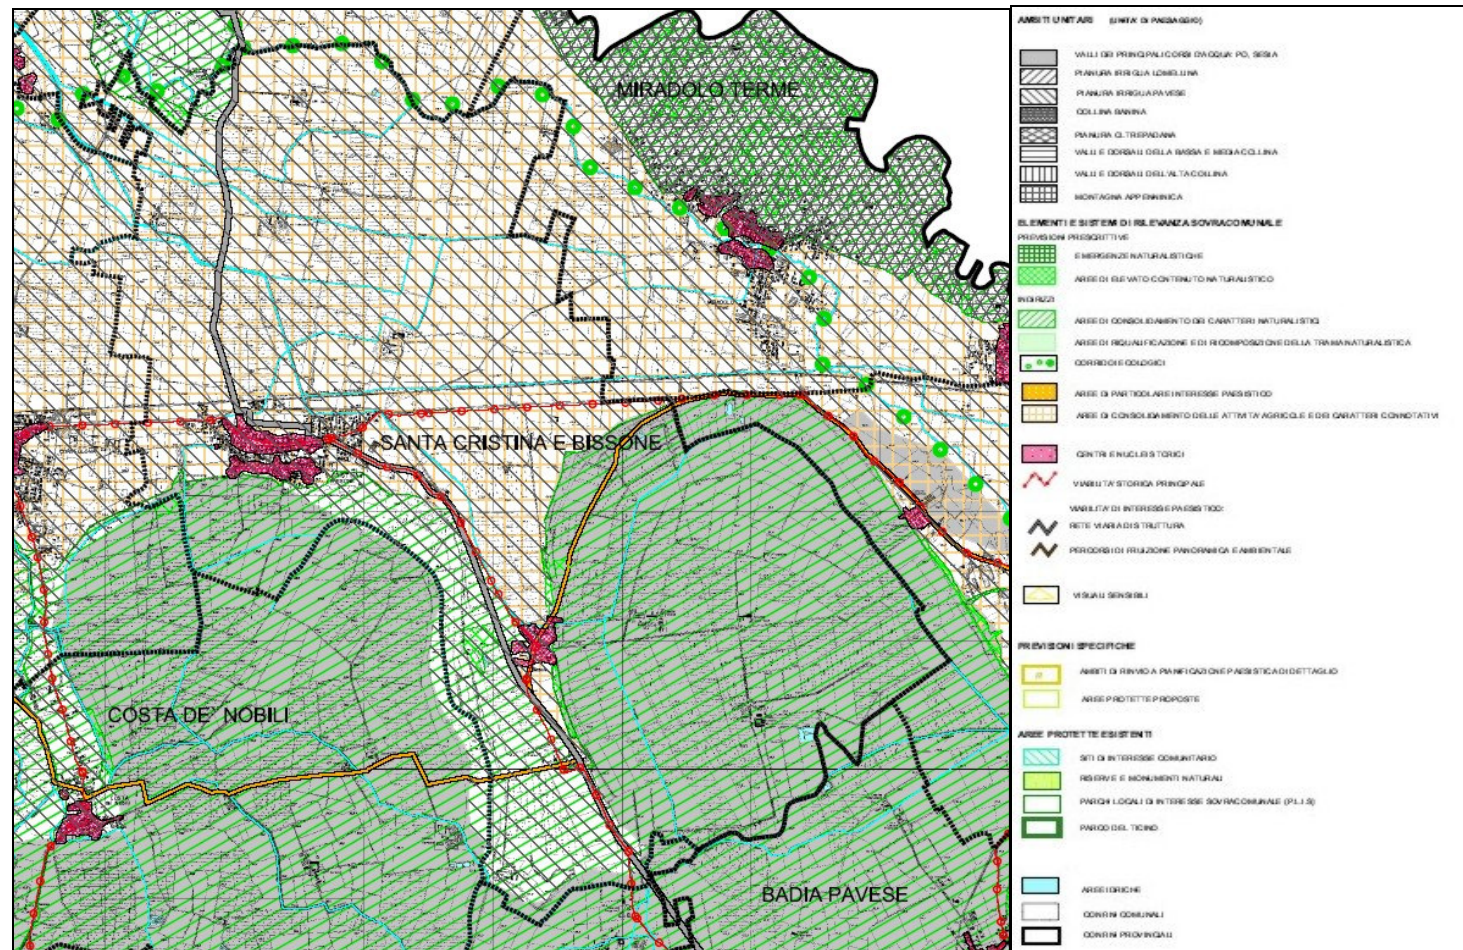 MIRADOLO TERME
SANTA CRISTINA E BISSONE
COSTA DE' NOBILI
BADIA PAVESE
AMBITI UNITARI (UNITA' DI PAESAGGIO)
VALLI DEI PRINCIPALI CORSI D'ACQUA: PO, SESIA
PIANURA IRRIGUA LOMELLINA
PIANURA IRRIGUA PAVESE
COLLINA BANINA
PIANURA OLTREPADANA
VALLI E DORSALI DELLA BASSA E MEDIA COLLINA
VALLI E DORSALI DELL'ALTA COLLINA
MONTAGNA APPENNINICA
ELEMENTI E SISTEMI DI RILEVANZA SOVRACOMUNALE
PREVISIONI PRESCRITTIVE
EMERGENZE NATURALISTICHE
AREE DI ELEVATO CONTENUTO NATURALISTICO
INDIRIZZI
AREE DI CONSOLIDAMENTO DEI CARATTERI NATURALISTICI
AREE DI RIQUALIFICAZIONE E DI RICOMPOSIZIONE DELLA TRAMA NATURALISTICA
CORRIDOI ECOLOGICI
AREE DI PARTICOLARE INTERESSE PAESISTICO
AREE DI CONSOLIDAMENTO DELLE ATTIVITA' AGRICOLE E DEI CARATTERI CONNOTATIVI
CENTRI E NUCLEI STORICI
VIABILITA' STORICA PRINCIPALE
VIABILITA' DI INTERESSE PAESISTICO:
RETE VIARIA DI STRUTTURA
PERCORSI DI FRUIZIONE PANORAMICA E AMBIENTALE
VISUALI SENSIBILI
PREVISIONI SPECIFICHE
AMBITI DI RINVIO A PIANIFICAZIONE PAESISTICA DI DETTAGLIO
AREE PROTETTE PROPOSTE
AREE PROTETTE ESISTENTI
SITI DI INTERESSE COMUNITARIO
RISERVE E MONUMENTI NATURALI
PARCHI LOCALI DI INTERESSE SOVRACOMUNALE (P.L.I.S)
PARCO DEL TICINO
AREE IDRICHE
CONFINI COMUNALI
CONFINI PROVINCIALI